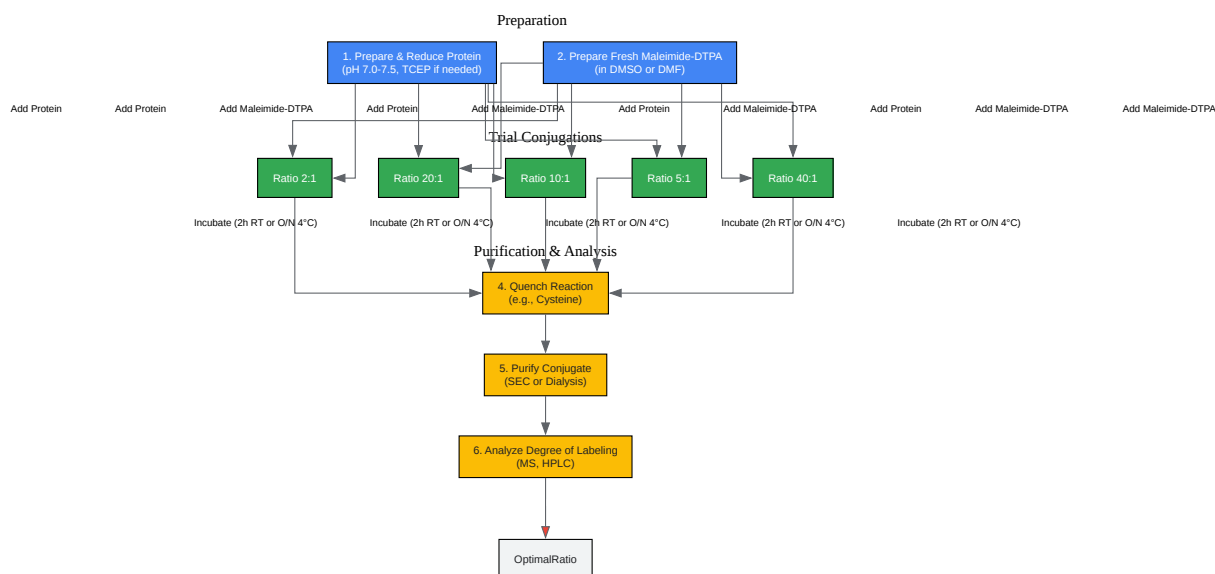 Preparation
1. Prepare & Reduce Protein
(pH 7.0-7.5, TCEP if needed)
2. Prepare Fresh Maleimide-DTPA
(in DMSO or DMF)
Add Protein
Add Protein
Add Maleimide-DTPA
Add Protein
Add Maleimide-DTPA
Add Protein
Add Maleimide-DTPA
Add Protein
Add Maleimide-DTPA
Add Maleimide-DTPA
Trial Conjugations
Ratio 2:1
Ratio 20:1
Ratio 10:1
Ratio 5:1
Ratio 40:1
Incubate (2h RT or O/N 4°C)
Incubate (2h RT or O/N 4°C)
Incubate (2h RT or O/N 4°C)
Incubate (2h RT or O/N 4°C)
Incubate (2h RT or O/N 4°C)
Purification & Analysis
4. Quench Reaction
(e.g., Cysteine)
5. Purify Conjugate
(SEC or Dialysis)
6. Analyze Degree of Labeling
(MS, HPLC)
OptimalRatio